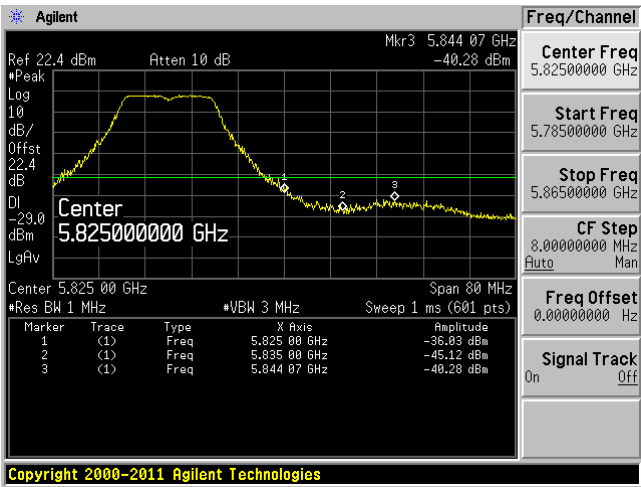 Agilent
Freq/Channel
Mkr3 5.844 07 GHz
Ref 22.4 dBm Atten 10 dB -40.28 dBm
#Peak
Log
10
dB/
Offst
22.4
dB
DI
-29.0
dBm
LgAv
1
2
3
Center
5.825000000 GHz
Center 5.825 00 GHz Span 80 MHz
#Res BW 1 MHz #VBW 3 MHz Sweep 1 ms (601 pts)
Marker Trace Type X Axis Amplitude
1 (1) Freq 5.825 00 GHz -36.03 dBm
2 (1) Freq 5.835 00 GHz -45.12 dBm
3 (1) Freq 5.844 07 GHz -40.28 dBm
Center Freq
5.82500000 GHz
Start Freq
5.78500000 GHz
Stop Freq
5.86500000 GHz
CF Step
8.00000000 MHz
Auto Man
Freq Offset
0.00000000 Hz
Signal Track
On Off
Copyright 2000-2011 Agilent Technologies